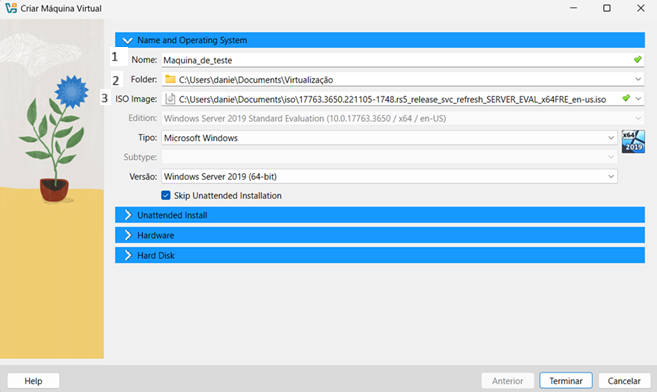 Criar Máquina Virtual
Name and Operating System
1 Nome: Maquina_de_teste
2 Folder: C:\Users\danie\Documents\Virtualização
3 ISO Image: C:\Users\danie\Documents\iso\17763.3650.221105-1748.rs5_release_svc_refresh_SERVER_EVAL_x64FRE_en-us.iso
Edition: Windows Server 2019 Standard Evaluation (10.0.17763.3650 / x64 / en-US)
Tipo: Microsoft Windows x64
2019
Subtype:
Versão: Windows Server 2019 (64-bit)
Skip Unattended Installation
Unattended Install
Hardware
Hard Disk
Help Anterior Terminar Cancelar